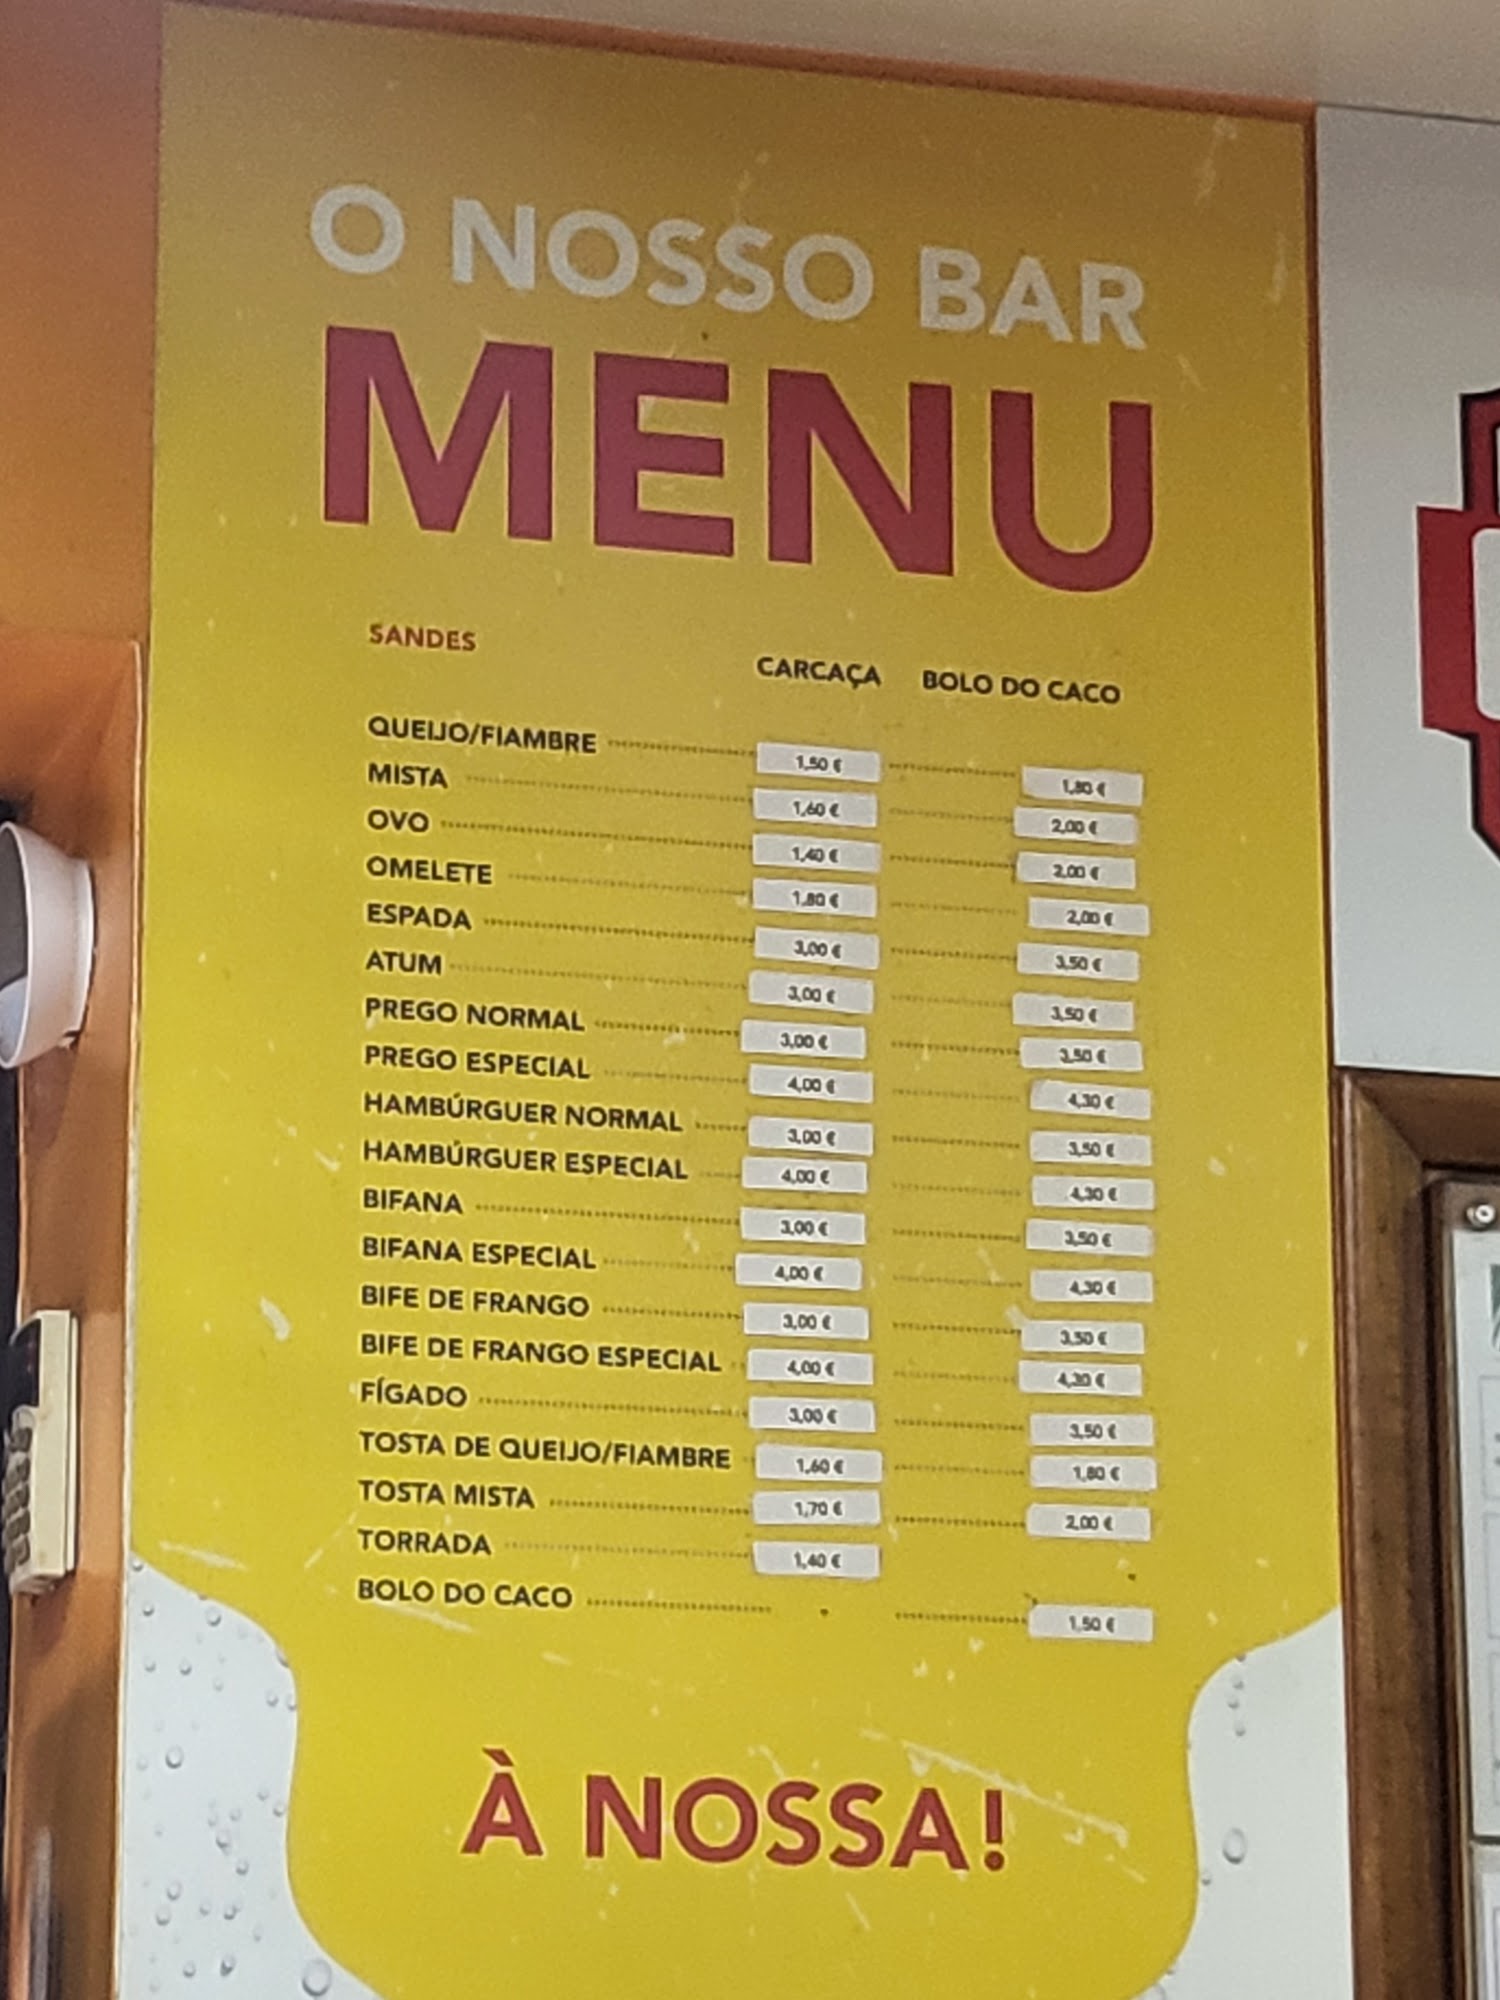 O NOSSO BAR
MENU
SANDES CARCAÇA BOLO DO CACO
QUEIJO/FIAMBRE 1,50 € 1,80 €
MISTA 1,60 € 2,00 €
OVO 1,40 € 2,00 €
OMELETE 1,80 € 2,00 €
ESPADA 3,00 € 3,50 €
ATUM 3,00 € 3,50 €
PREGO NORMAL 3,00 € 3,50 €
PREGO ESPECIAL 4,00 € 4,30 €
HAMBÚRGUER NORMAL 3,00 € 3,50 €
HAMBÚRGUER ESPECIAL 4,00 € 4,30 €
BIFANA 3,00 € 3,50 €
BIFANA ESPECIAL 4,00 € 4,30 €
BIFE DE FRANGO 3,00 € 3,50 €
BIFE DE FRANGO ESPECIAL 4,00 € 4,30 €
FÍGADO 3,00 € 3,50 €
TOSTA DE QUEIJO/FIAMBRE 1,60 € 1,80 €
TOSTA MISTA 1,70 € 2,00 €
TORRADA 1,40 €
BOLO DO CACO 1,50 €
À NOSSA!